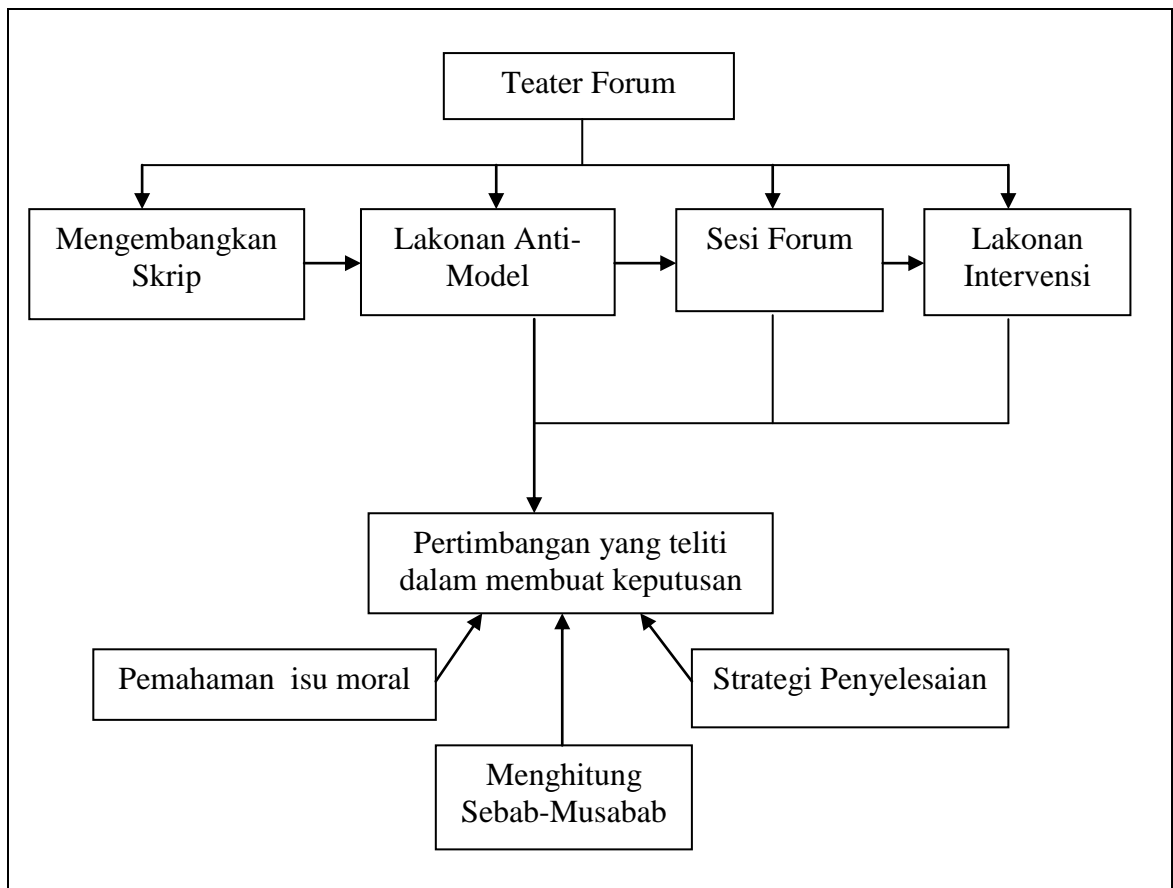 Teater Forum
Mengembangkan
Skrip
Lakonan Anti-
Model
Sesi Forum
Lakonan
Intervensi
Pertimbangan yang teliti
dalam membuat keputusan
Pemahaman isu moral
Strategi Penyelesaian
Menghitung
Sebab-Musabab